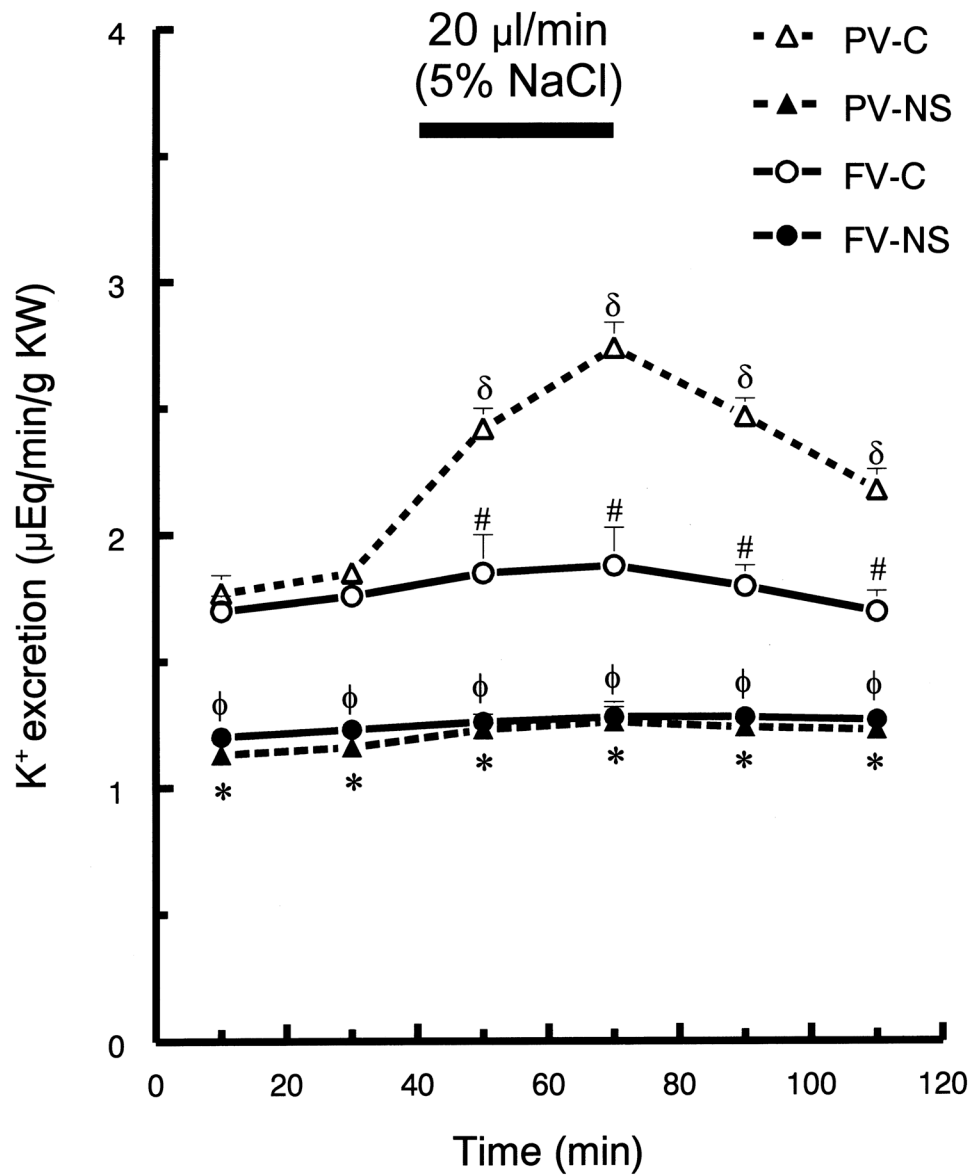 20 µl/min
(5% NaCl)
PV-C
PV-NS
FV-C
FV-NS
K⁺ excretion (µEq/min/g KW)
4
3
2
1
0
δ
δ
δ
δ
#
#
#
#
ϕ ϕ ϕ ϕ ϕ ϕ
* * * * * *
0 20 40 60 80 100 120
Time (min)